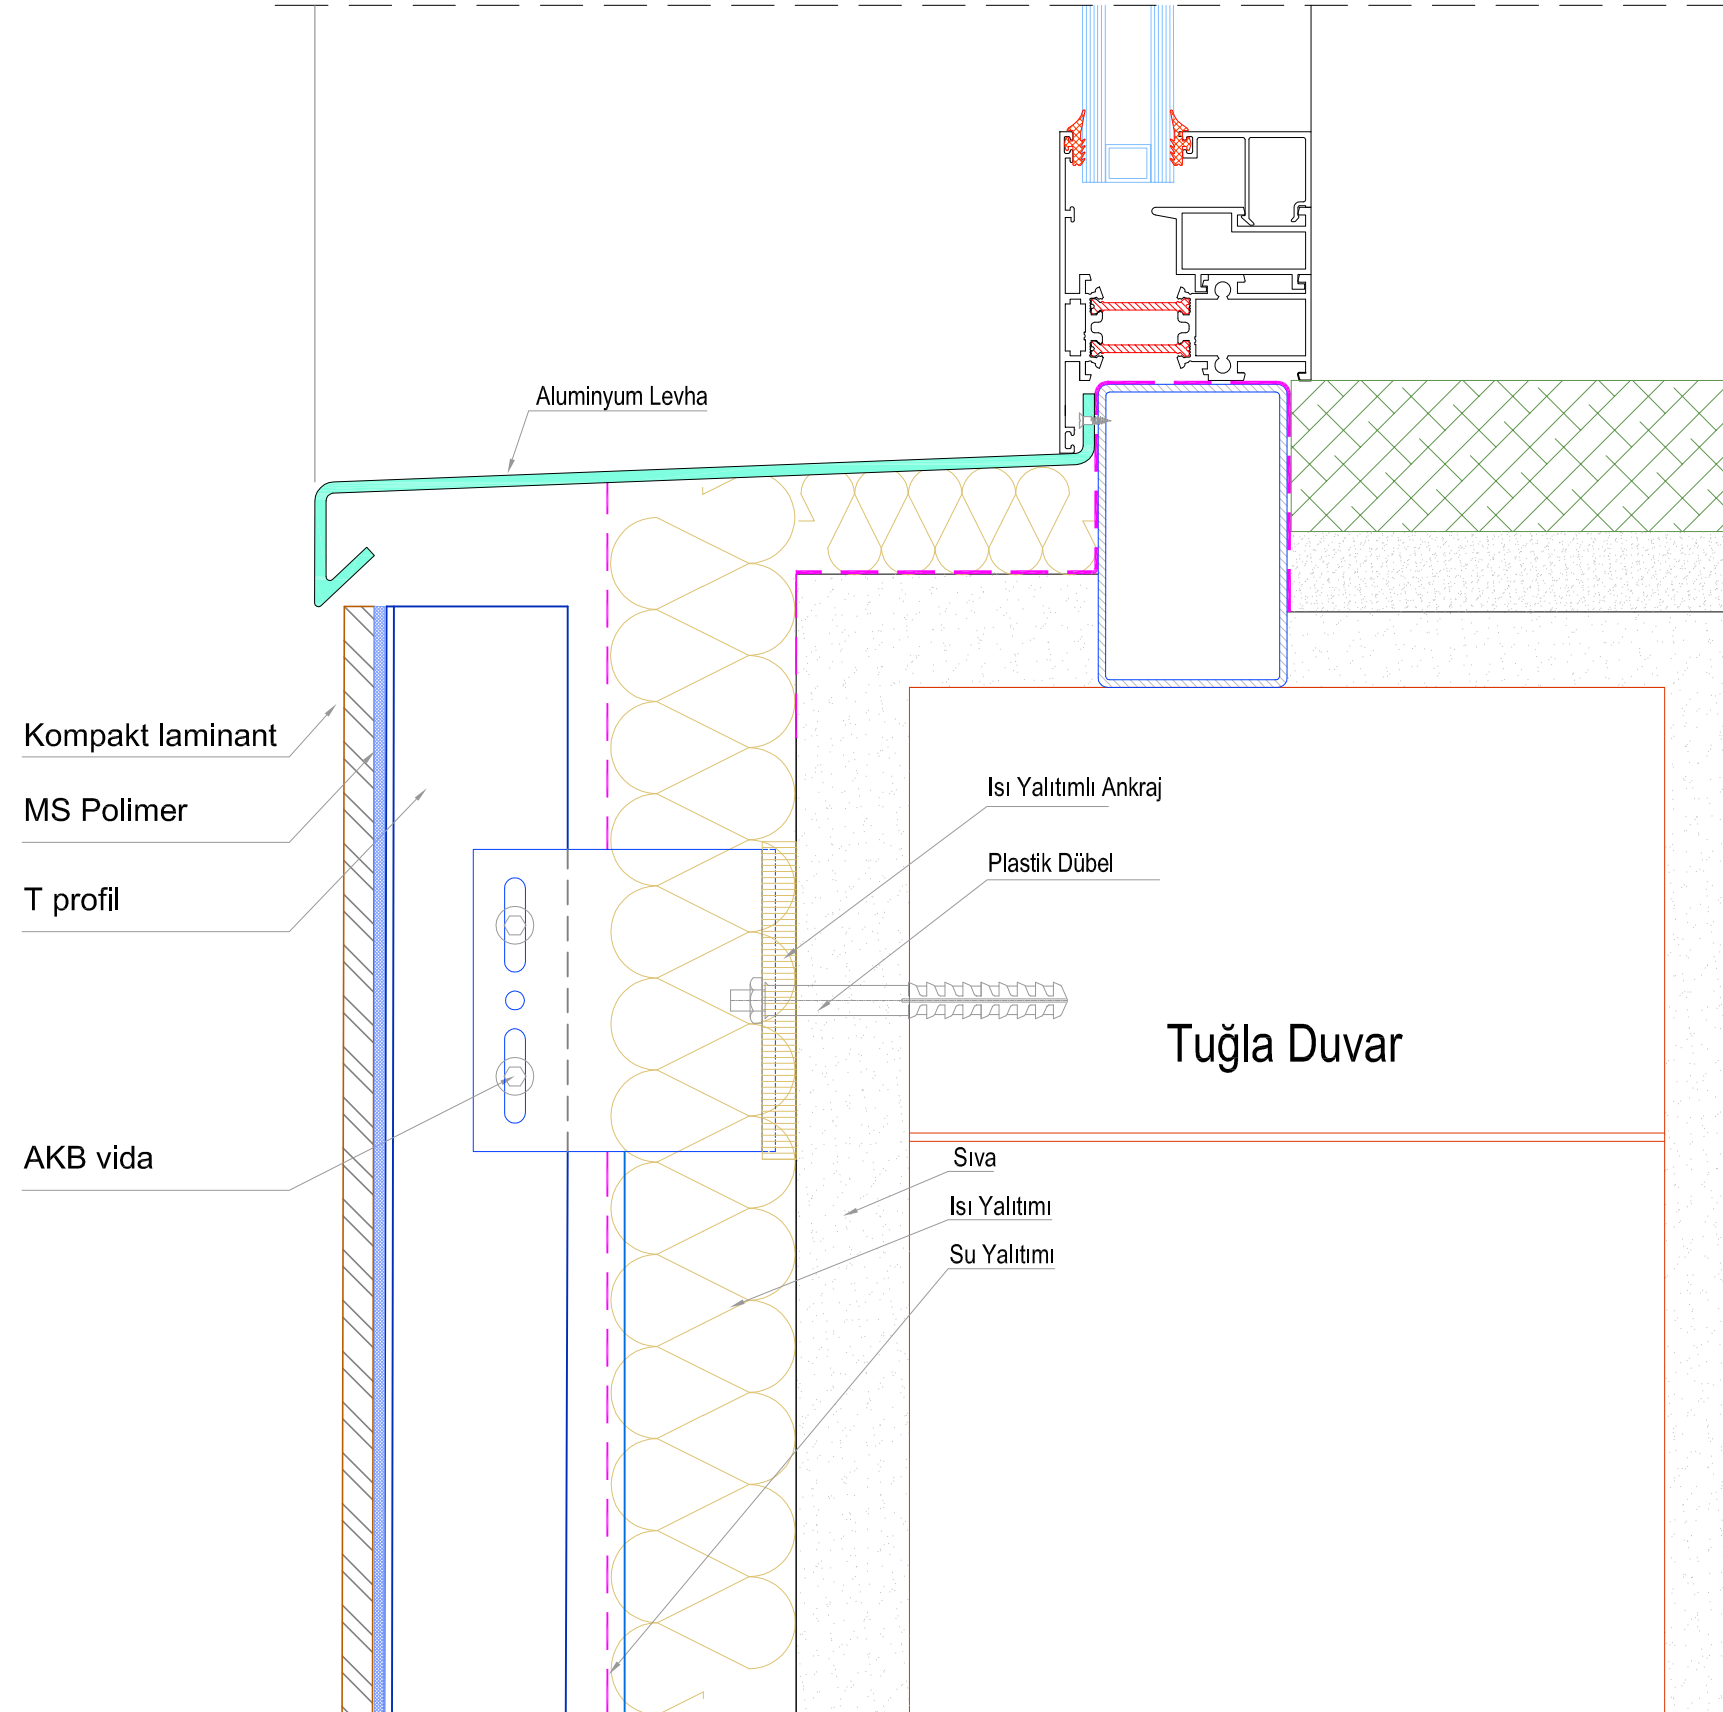 Aluminyum Levha
Kompakt laminant
MS Polimer
T profil
AKB vida
Isı Yalıtımlı Ankraj
Plastik Dübel
Tuğla Duvar
Sıva
Isı Yalıtımı
Su Yalıtımı